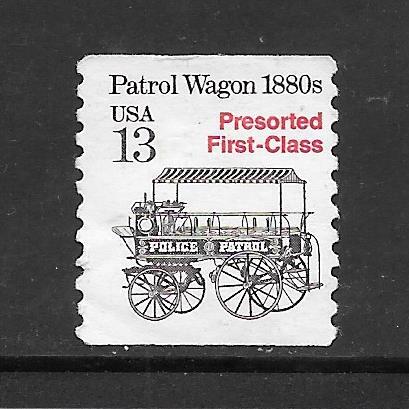 Patrol Wagon 1880s
USA
13
Presorted
First-Class
POLICE PATROL